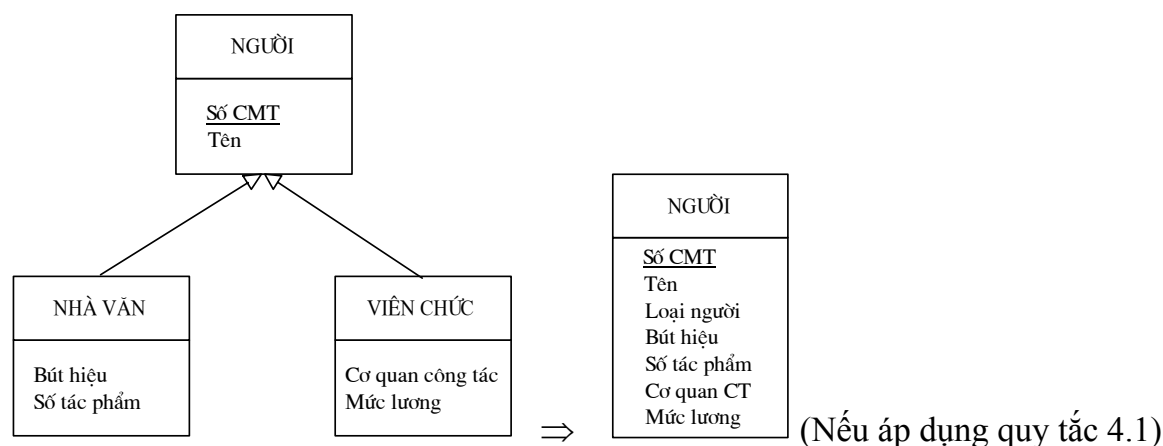 NGƯỜI
Số CMT
Tên
NHÀ VĂN
Bút hiệu
Số tác phẩm
VIÊN CHỨC
Cơ quan công tác
Mức lương
⇒
NGƯỜI
Số CMT
Tên
Loại người
Bút hiệu
Số tác phẩm
Cơ quan CT
Mức lương
(Nếu áp dụng quy tắc 4.1)